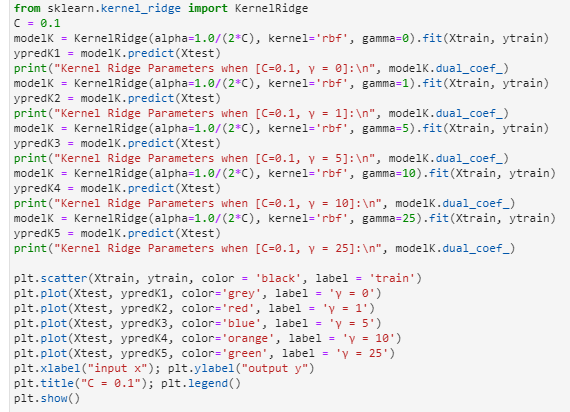 from sklearn.kernel_ridge import KernelRidge
C = 0.1
modelK = KernelRidge(alpha=1.0/(2*C), kernel='rbf', gamma=0).fit(Xtrain, ytrain)
ypredK1 = modelK.predict(Xtest)
print("Kernel Ridge Parameters when [C=0.1, γ = 0]:\n", modelK.dual_coef_)
modelK = KernelRidge(alpha=1.0/(2*C), kernel='rbf', gamma=1).fit(Xtrain, ytrain)
ypredK2 = modelK.predict(Xtest)
print("Kernel Ridge Parameters when [C=0.1, γ = 1]:\n", modelK.dual_coef_)
modelK = KernelRidge(alpha=1.0/(2*C), kernel='rbf', gamma=5).fit(Xtrain, ytrain)
ypredK3 = modelK.predict(Xtest)
print("Kernel Ridge Parameters when [C=0.1, γ = 5]:\n", modelK.dual_coef_)
modelK = KernelRidge(alpha=1.0/(2*C), kernel='rbf', gamma=10).fit(Xtrain, ytrain)
ypredK4 = modelK.predict(Xtest)
print("Kernel Ridge Parameters when [C=0.1, γ = 10]:\n", modelK.dual_coef_)
modelK = KernelRidge(alpha=1.0/(2*C), kernel='rbf', gamma=25).fit(Xtrain, ytrain)
ypredK5 = modelK.predict(Xtest)
print("Kernel Ridge Parameters when [C=0.1, γ = 25]:\n", modelK.dual_coef_)

plt.scatter(Xtrain, ytrain, color = 'black', label = 'train')
plt.plot(Xtest, ypredK1, color='grey', label = 'γ = 0')
plt.plot(Xtest, ypredK2, color='red', label = 'γ = 1')
plt.plot(Xtest, ypredK3, color='blue', label = 'γ = 5')
plt.plot(Xtest, ypredK4, color='orange', label = 'γ = 10')
plt.plot(Xtest, ypredK5, color='green', label = 'γ = 25')
plt.xlabel("input x"); plt.ylabel("output y")
plt.title("C = 0.1"); plt.legend()
plt.show()